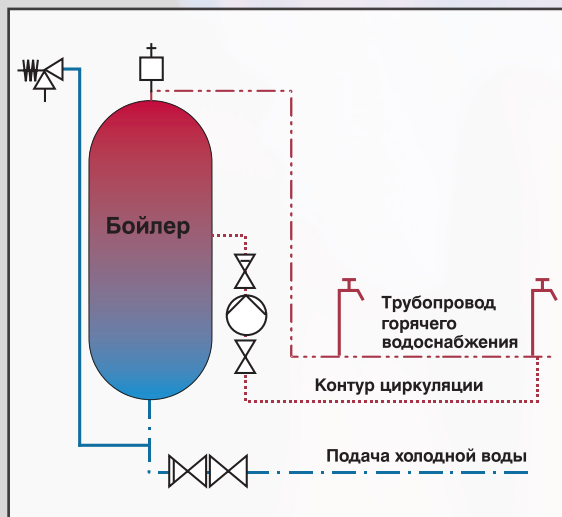 Бойлер
Трубопровод
горячего
водоснабжения
Контур циркуляции
Подача холодной воды